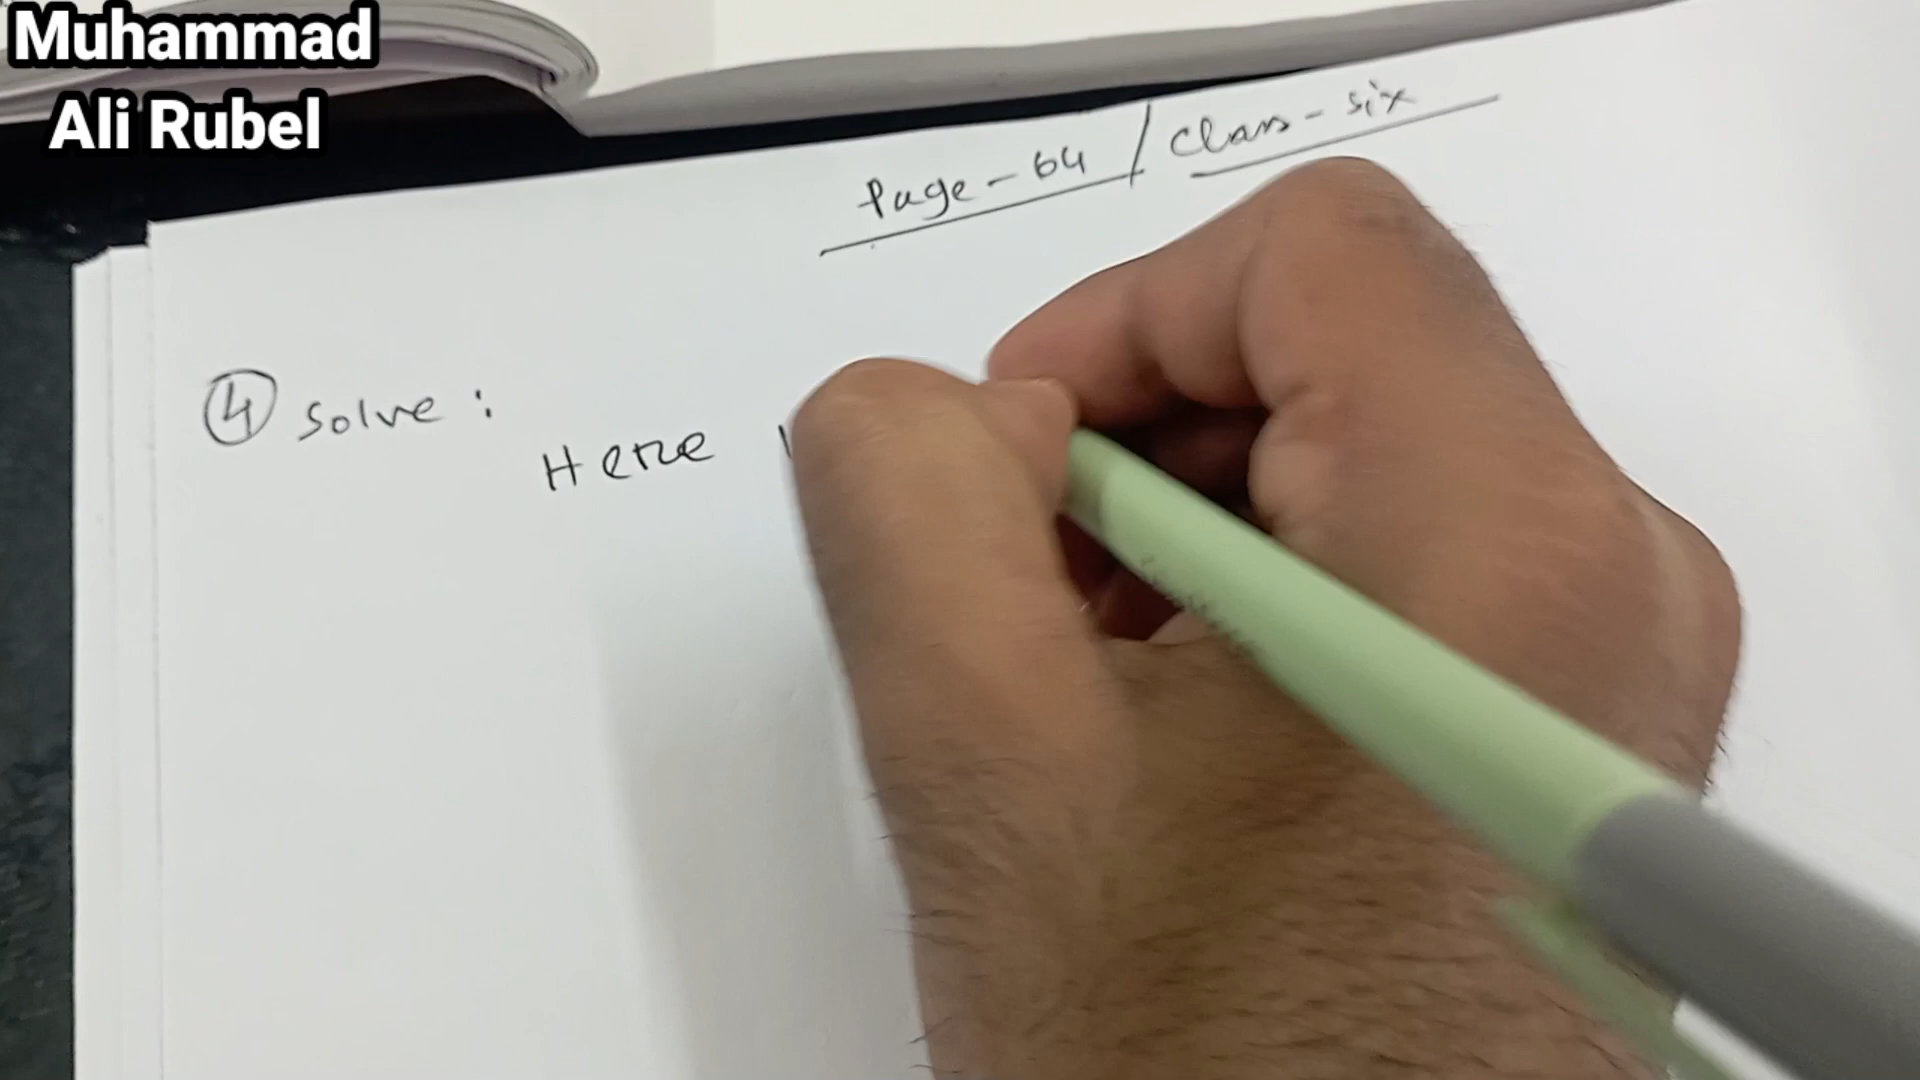 Muhammad
Ali Rubel
Page - 64 / Class - six
④ Solve :
Here